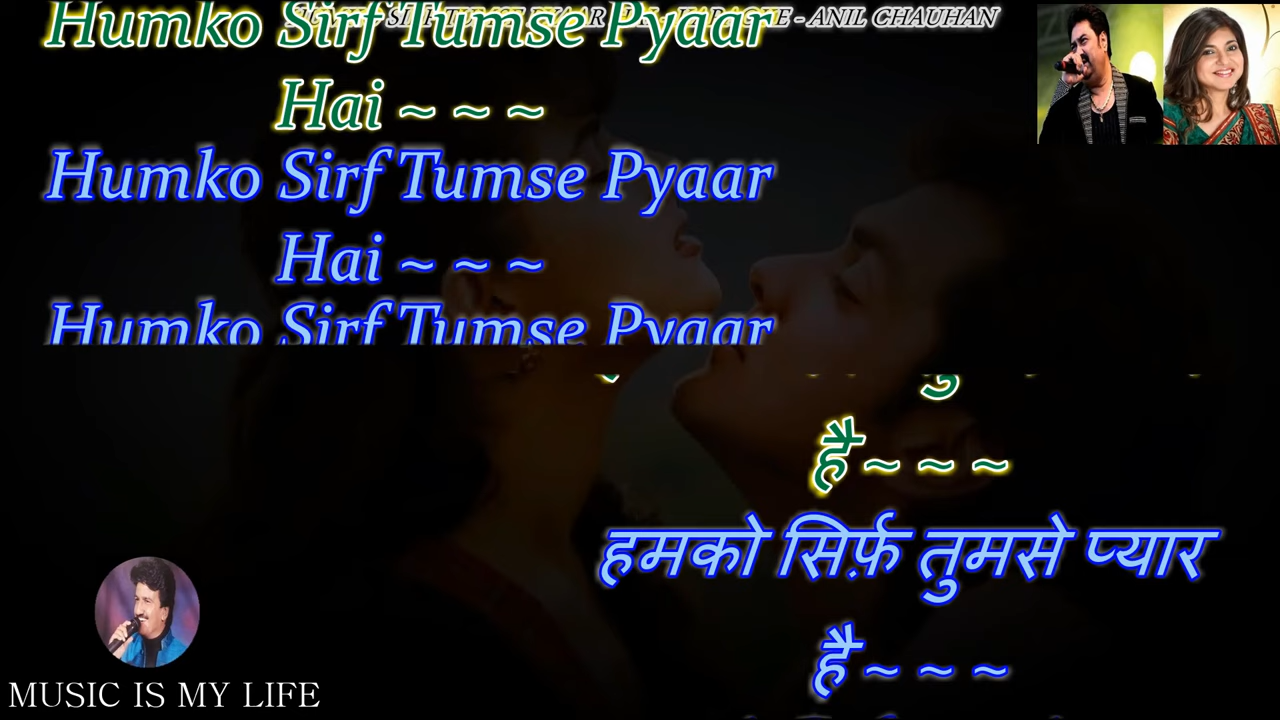 - ANIL CHAUHAN
Humko Sirf Tumse Pyaar
Hai ~ ~ ~
Humko Sirf Tumse Pyaar
Hai ~ ~ ~
Humko Sirf Tumse Pyaar
है ~ ~ ~
हमको सिर्फ़ तुमसे प्यार
है ~ ~ ~
MUSIC IS MY LIFE